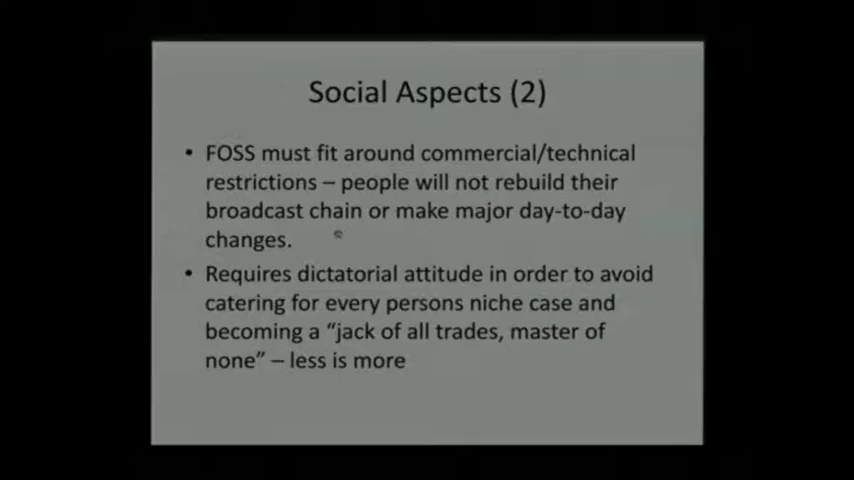 Social Aspects (2)
• FOSS must fit around commercial/technical
restrictions – people will not rebuild their
broadcast chain or make major day-to-day
changes.
• Requires dictatorial attitude in order to avoid
catering for every persons niche case and
becoming a “jack of all trades, master of
none” – less is more